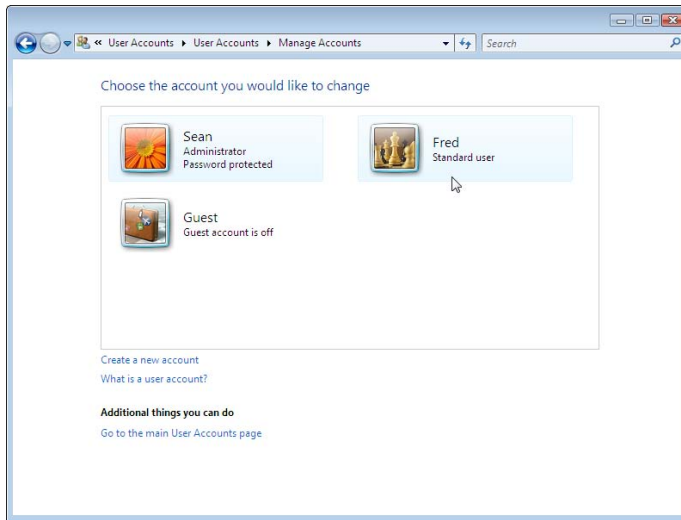 « User Accounts ▸ User Accounts ▸ Manage Accounts
Search
Choose the account you would like to change
Sean
Administrator
Password protected
Fred
Standard user
Guest
Guest account is off
Create a new account
What is a user account?
Additional things you can do
Go to the main User Accounts page